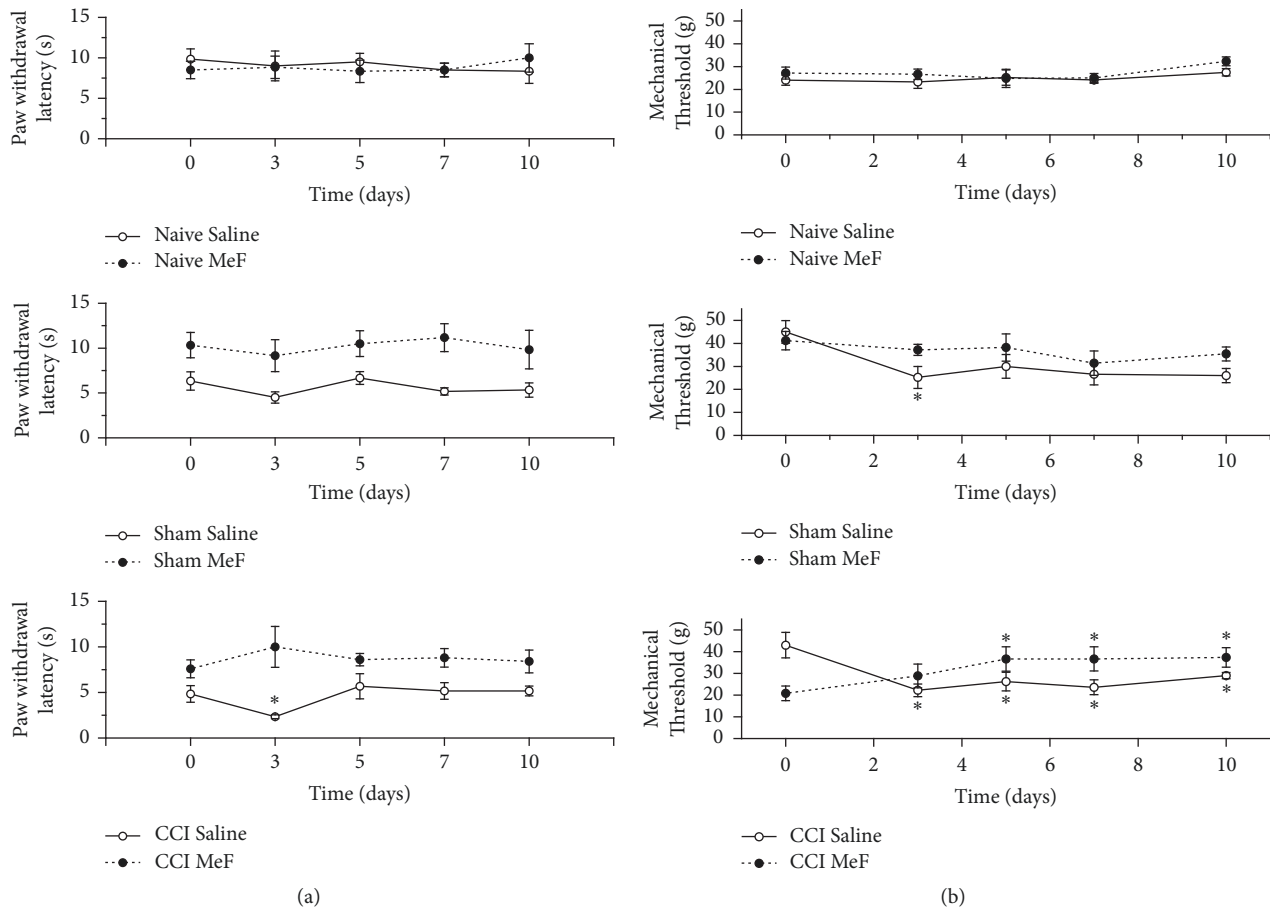 Paw withdrawal
latency (s)
15
10
5
0
0 3 5 7 10
Time (days)
Naive Saline
Naive MeF
Paw withdrawal
latency (s)
15
10
5
0
0 3 5 7 10
Time (days)
Sham Saline
Sham MeF
Paw withdrawal
latency (s)
15
10
5
0
*
0 3 5 7 10
Time (days)
CCI Saline
CCI MeF
(a)
Mechanical
Threshold (g)
50
40
30
20
10
0
0 2 4 6 8 10
Time (days)
Naive Saline
Naive MeF
Mechanical
Threshold (g)
50
40
30
20
10
0
*
0 2 4 6 8 10
Time (days)
Sham Saline
Sham MeF
Mechanical
Threshold (g)
50
40
30
20
10
0
* * *
* * * *
0 2 4 6 8 10
Time (days)
CCI Saline
CCI MeF
(b)